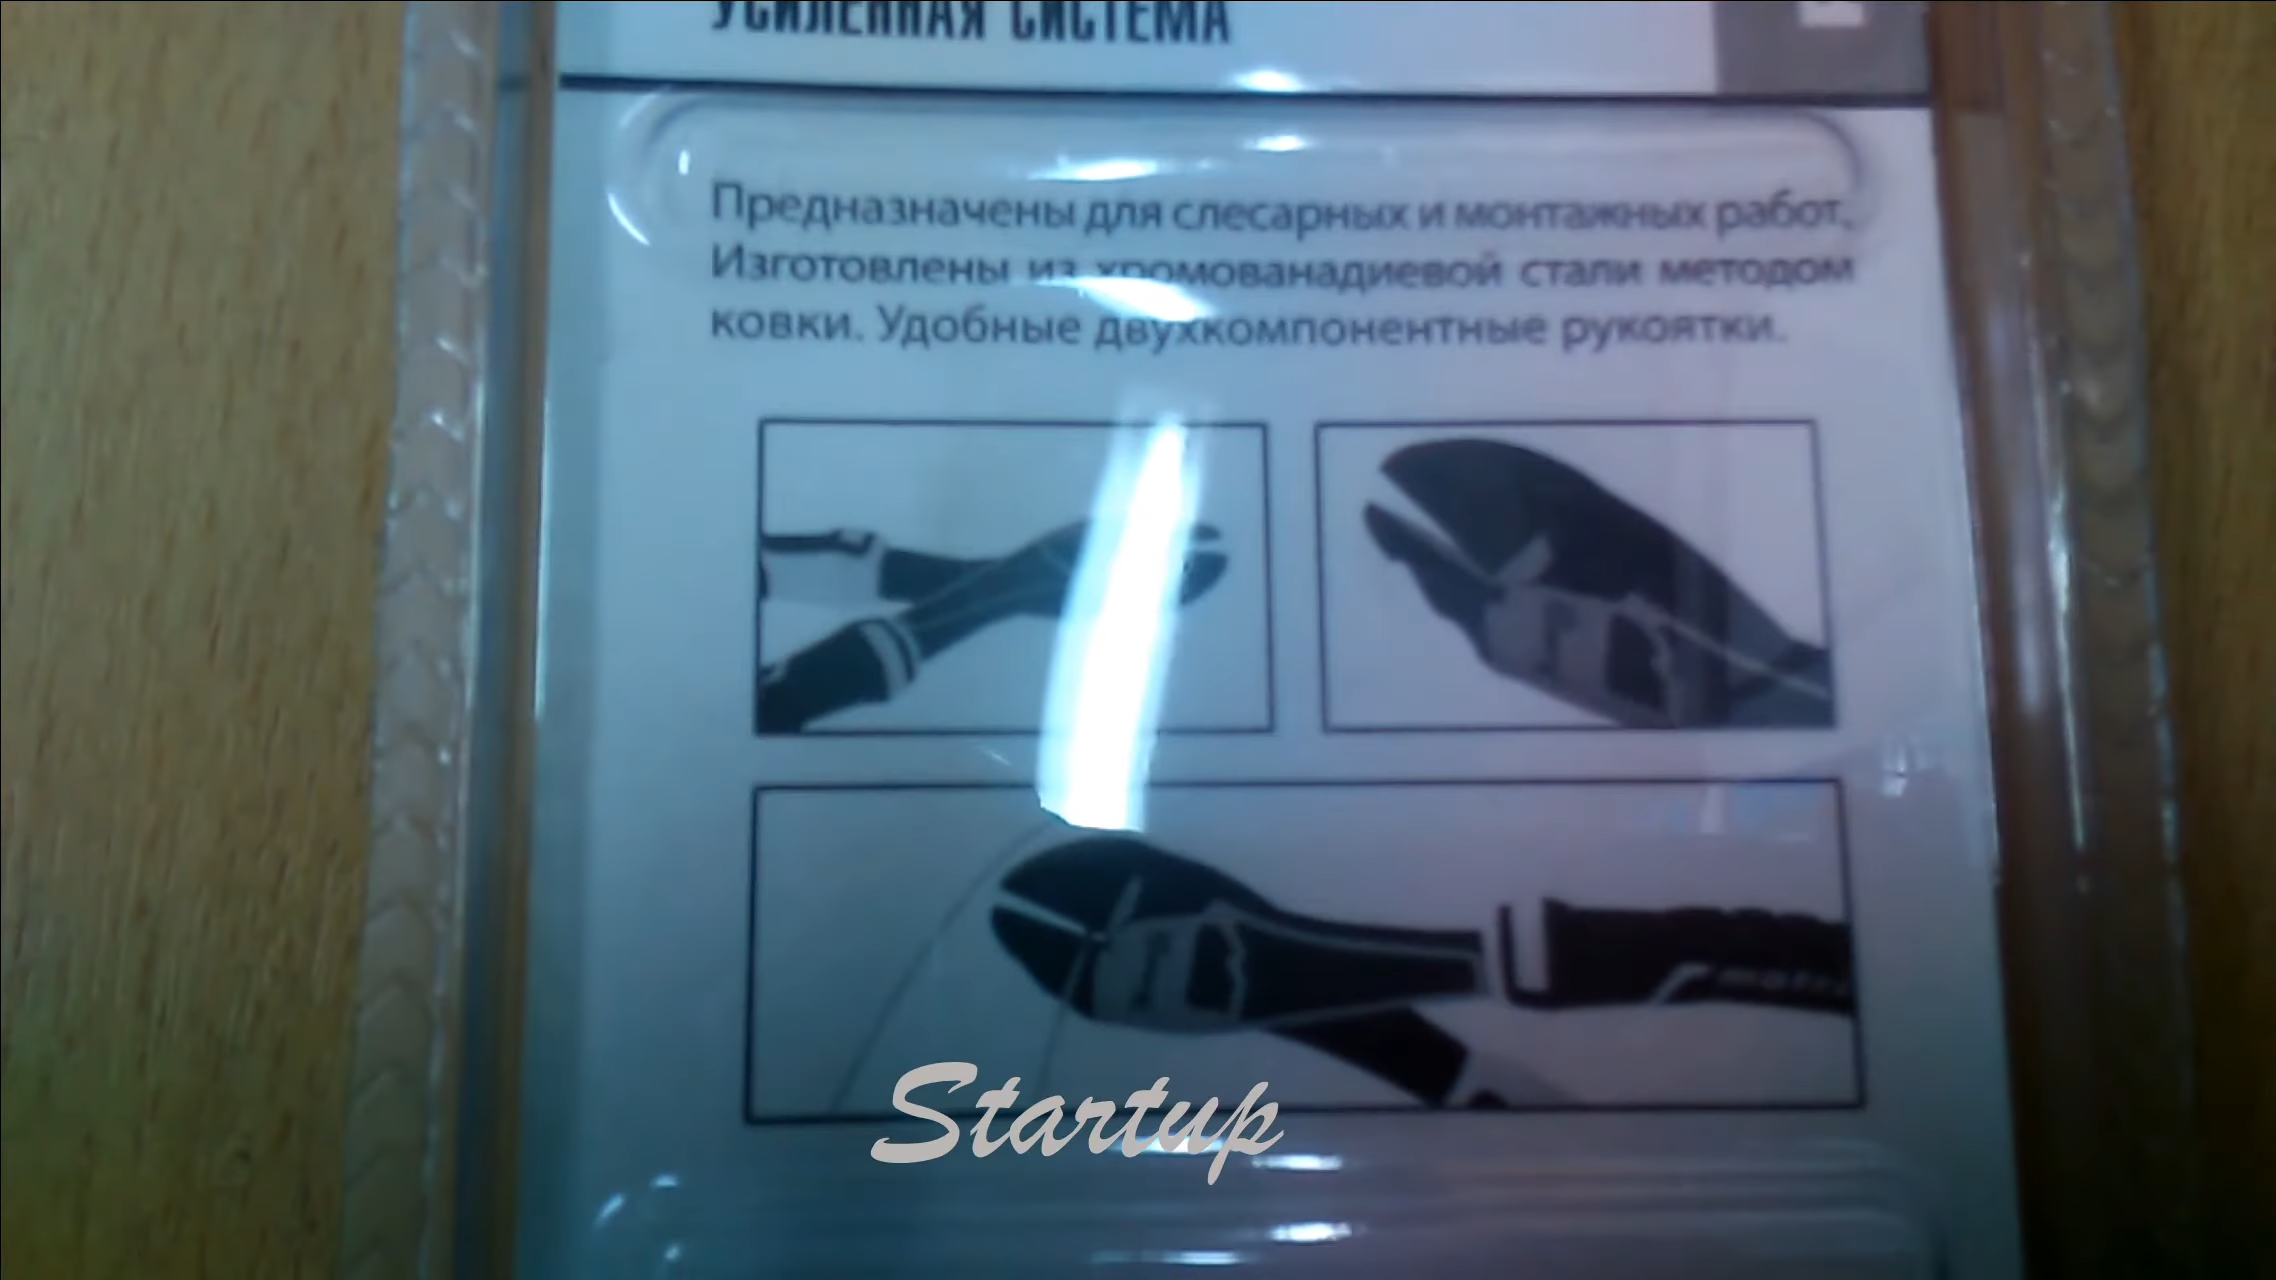 УСИЛЕННАЯ СИСТЕМА
Предназначены для слесарных и монтажных работ.
Изготовлены из хромованадиевой стали методом
ковки. Удобные двухкомпонентные рукоятки.
Startup